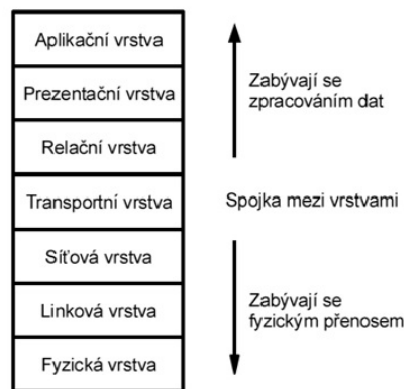 Aplikační vrstva
Prezentační vrstva
Relační vrstva
Transportní vrstva
Síťová vrstva
Linková vrstva
Fyzická vrstva
Zabývají se
zpracováním dat
Spojka mezi vrstvami
Zabývají se
fyzickým přenosem